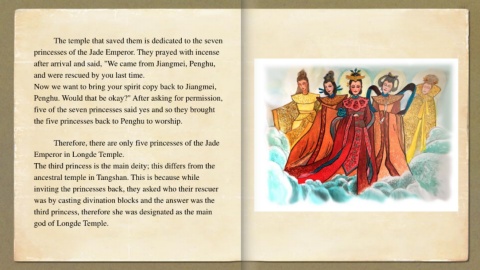 The temple that saved them is dedicated to the seven
princesses of the Jade Emperor. They prayed with incense
after arrival and said, "We came from Jiangmei, Penghu,
and were rescued by you last time.
Now we want to bring your spirit copy back to Jiangmei,
Penghu. Would that be okay?" After asking for permission,
five of the seven princesses said yes and so they brought
the five princesses back to Penghu to worship.
Therefore, there are only five princesses of the Jade
Emperor in Longde Temple.
The third princess is the main deity; this differs from the
ancestral temple in Tangshan. This is because while
inviting the princesses back, they asked who their rescuer
was by casting divination blocks and the answer was the
third princess, therefore she was designated as the main
god of Longde Temple.